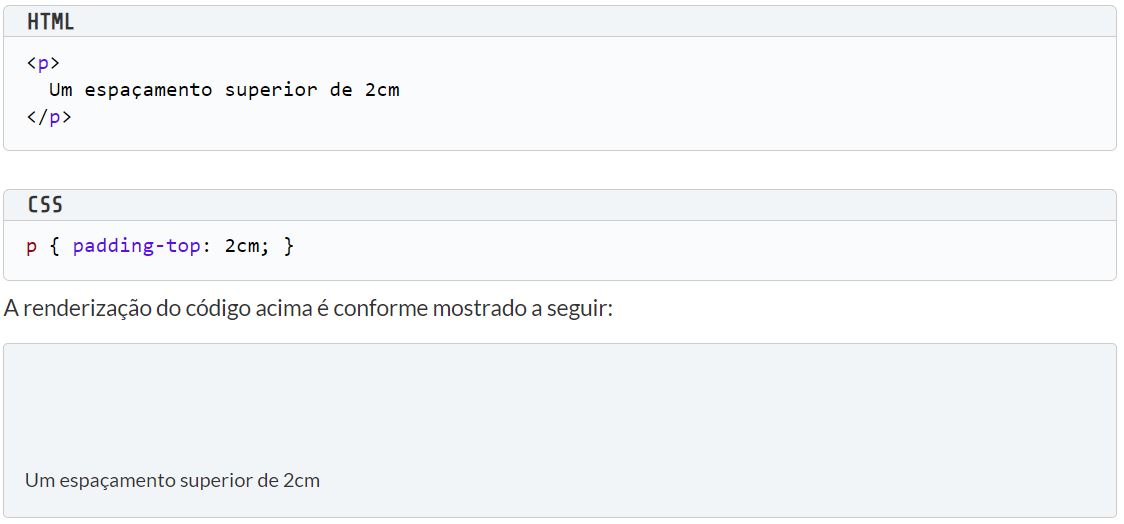 HTML
<p>
  Um espaçamento superior de 2cm
</p>
CSS
p { padding-top: 2cm; }
A renderização do código acima é conforme mostrado a seguir:
Um espaçamento superior de 2cm